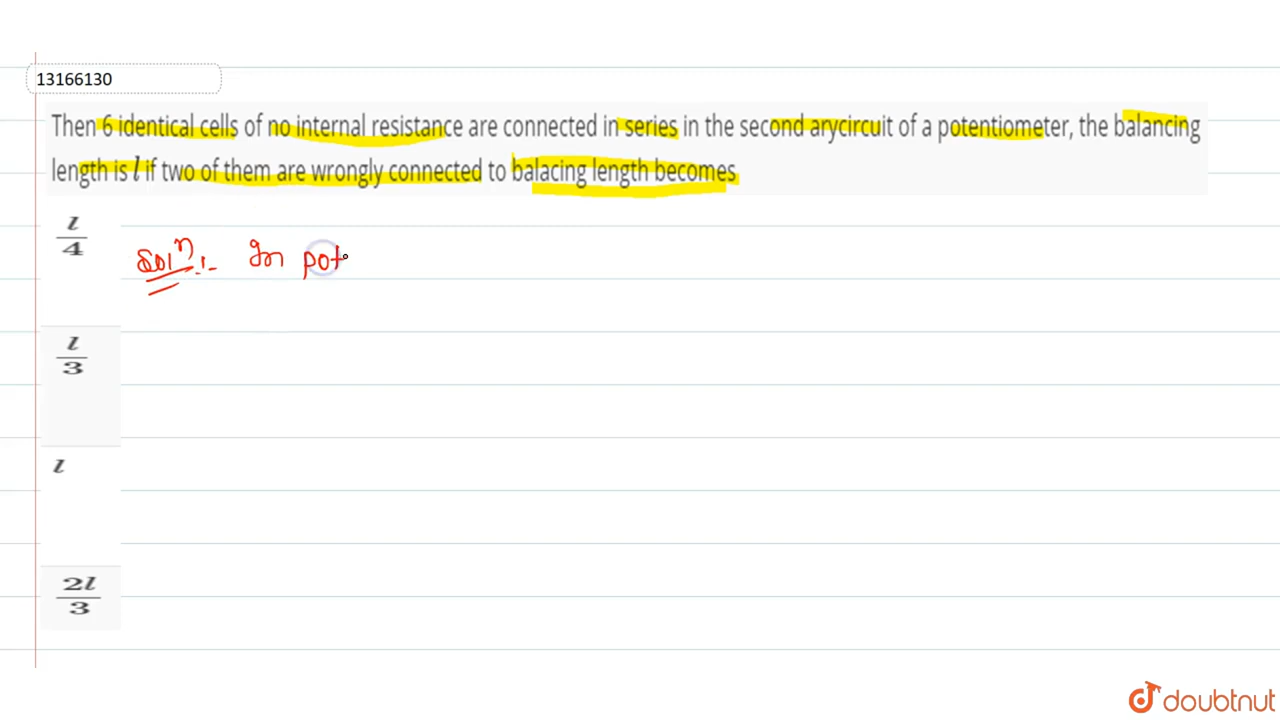 13166130
Then 6 identical cells of no internal resistance are connected in series in the second arycircuit of a potentiometer, the balancing
length is l if two of them are wrongly connected to balacing length becomes
l/4
Solⁿ:- In pot
l/3
l
2l/3
doubtnut